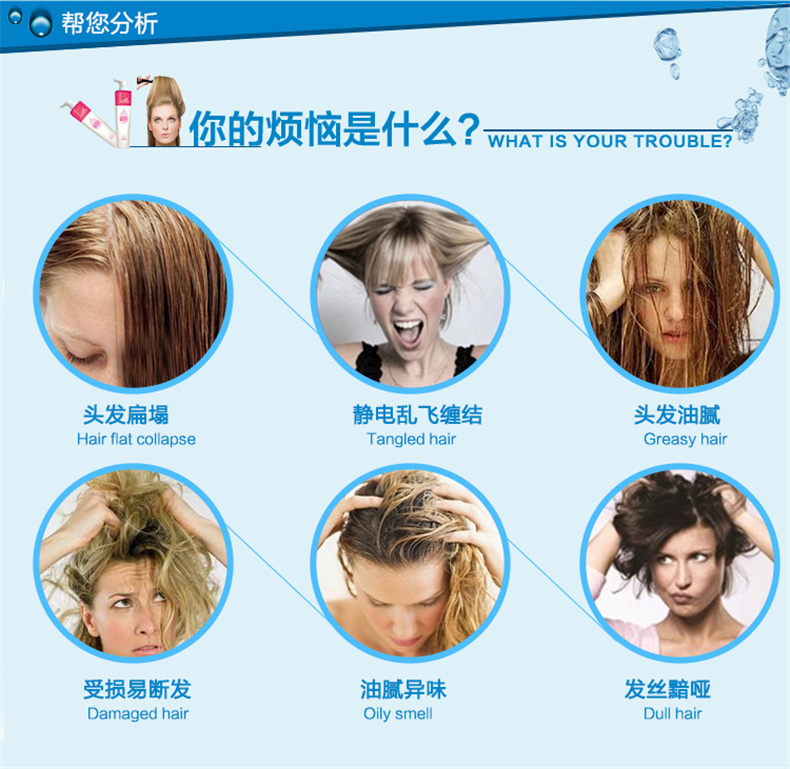 帮您分析
你的烦恼是什么?
WHAT IS YOUR TROUBLE?
头发扁塌
Hair flat collapse
静电乱飞缠结
Tangled hair
头发油腻
Greasy hair
受损易断发
Damaged hair
油腻异味
Oily smell
发丝黯哑
Dull hair